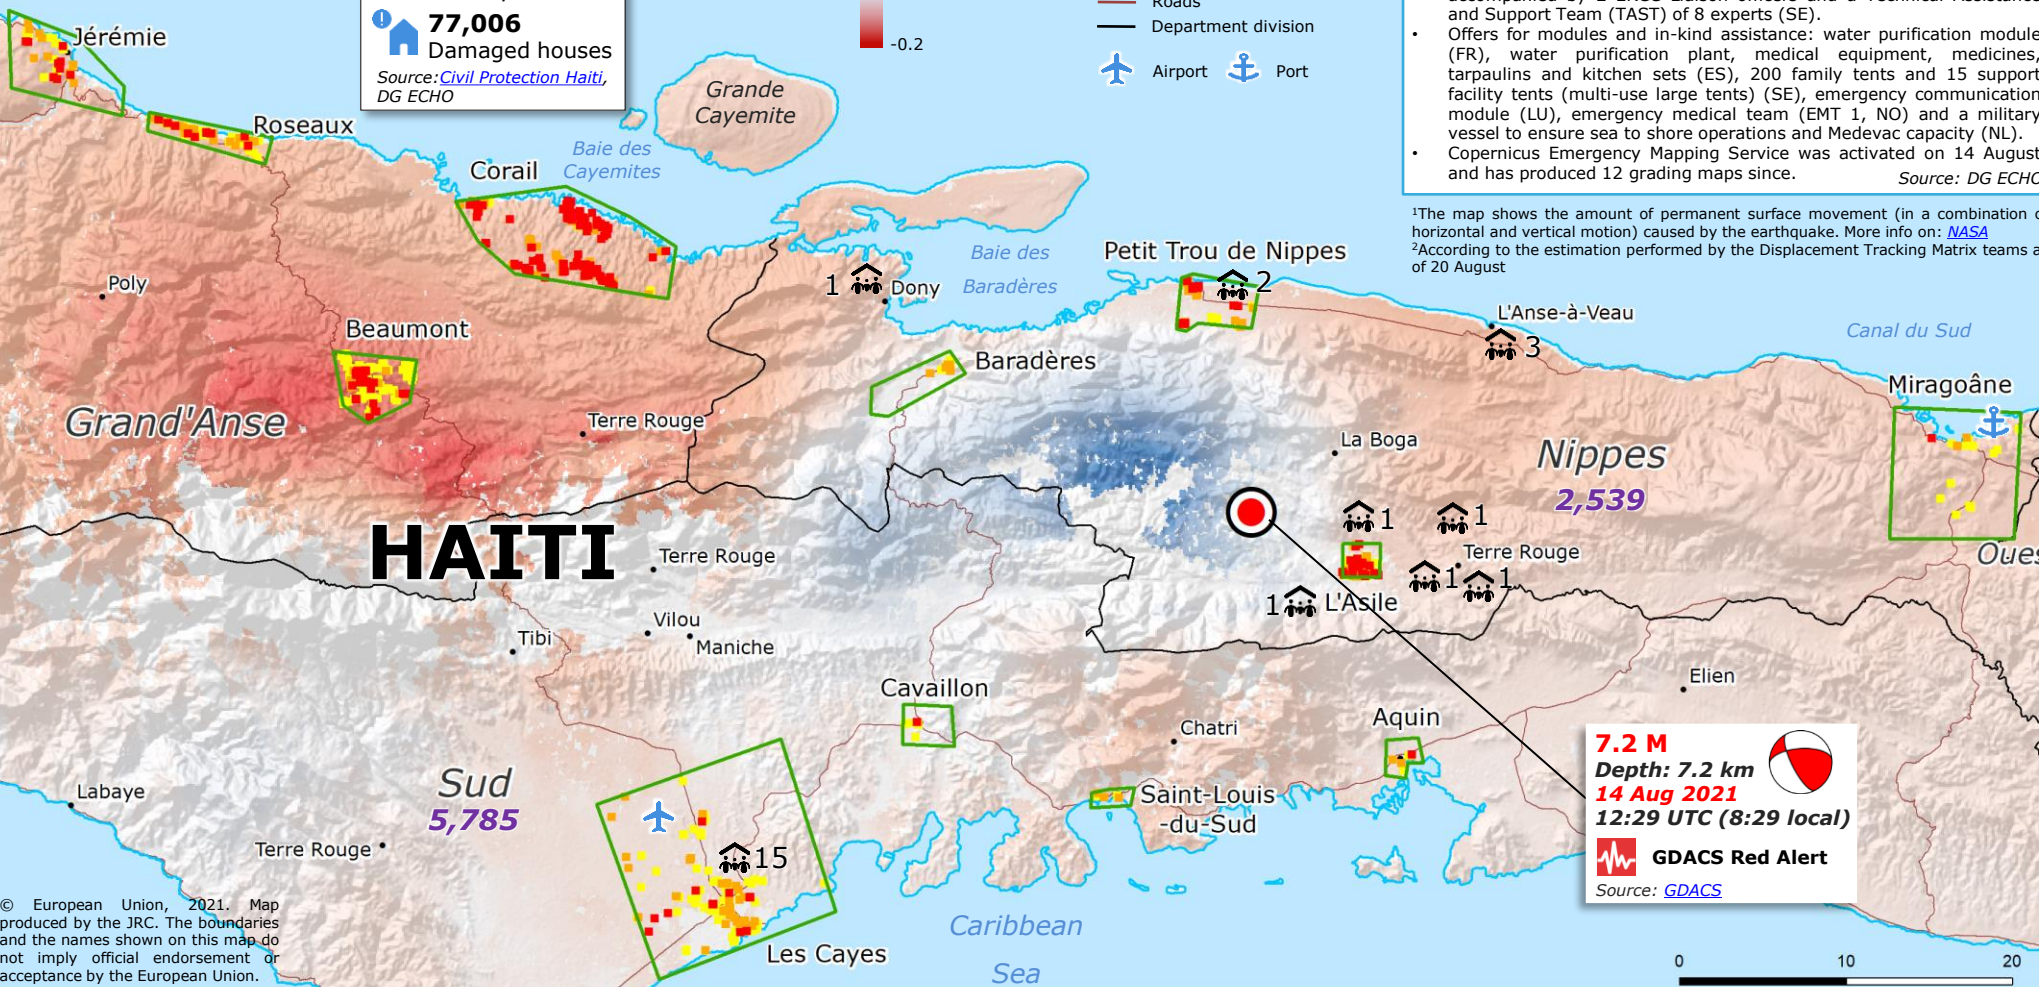 77,006
Damaged houses
Source: Civil Protection Haiti,
DG ECHO
-0.2
Roads
Department division
Airport
Port
and Support Team (TAST) of 8 experts (SE).
• Offers for modules and in-kind assistance: water purification module
(FR), water purification plant, medical equipment, medicines,
tarpaulins and kitchen sets (ES), 200 family tents and 15 support
facility tents (multi-use large tents) (SE), emergency communication
module (LU), emergency medical team (EMT 1, NO) and a military
vessel to ensure sea to shore operations and Medevac capacity (NL).
• Copernicus Emergency Mapping Service was activated on 14 August
and has produced 12 grading maps since.
Source: DG ECHO
¹The map shows the amount of permanent surface movement (in a combination
horizontal and vertical motion) caused by the earthquake. More info on: NASA
²According to the estimation performed by the Displacement Tracking Matrix teams
of 20 August
Jérémie
Roseaux
Corail
Baie des
Cayemites
Grande
Cayemite
Poly
Beaumont
Grand'Anse
Terre Rouge
1
Dony
Baie des
Baradères
Baradères
Petit Trou de Nippes
2
L'Anse-à-Veau
3
Canal du Sud
Miragoâne
La Boga
Nippes
2,539
HAITI
Terre Rouge
1
1
Terre Rouge
1
1
1
L'Asile
Oues
Vilou
Tibi
Maniche
Elien
Cavaillon
Chatri
Aquin
Saint-Louis
-du-Sud
Sud
5,785
Labaye
Terre Rouge
15
Les Cayes
Caribbean
Sea
7.2 M
Depth: 7.2 km
14 Aug 2021
12:29 UTC (8:29 local)
GDACS Red Alert
Source: GDACS
© European Union, 2021. Map
produced by the JRC. The boundaries
and the names shown on this map do
not imply official endorsement or
acceptance by the European Union.
0 10 20